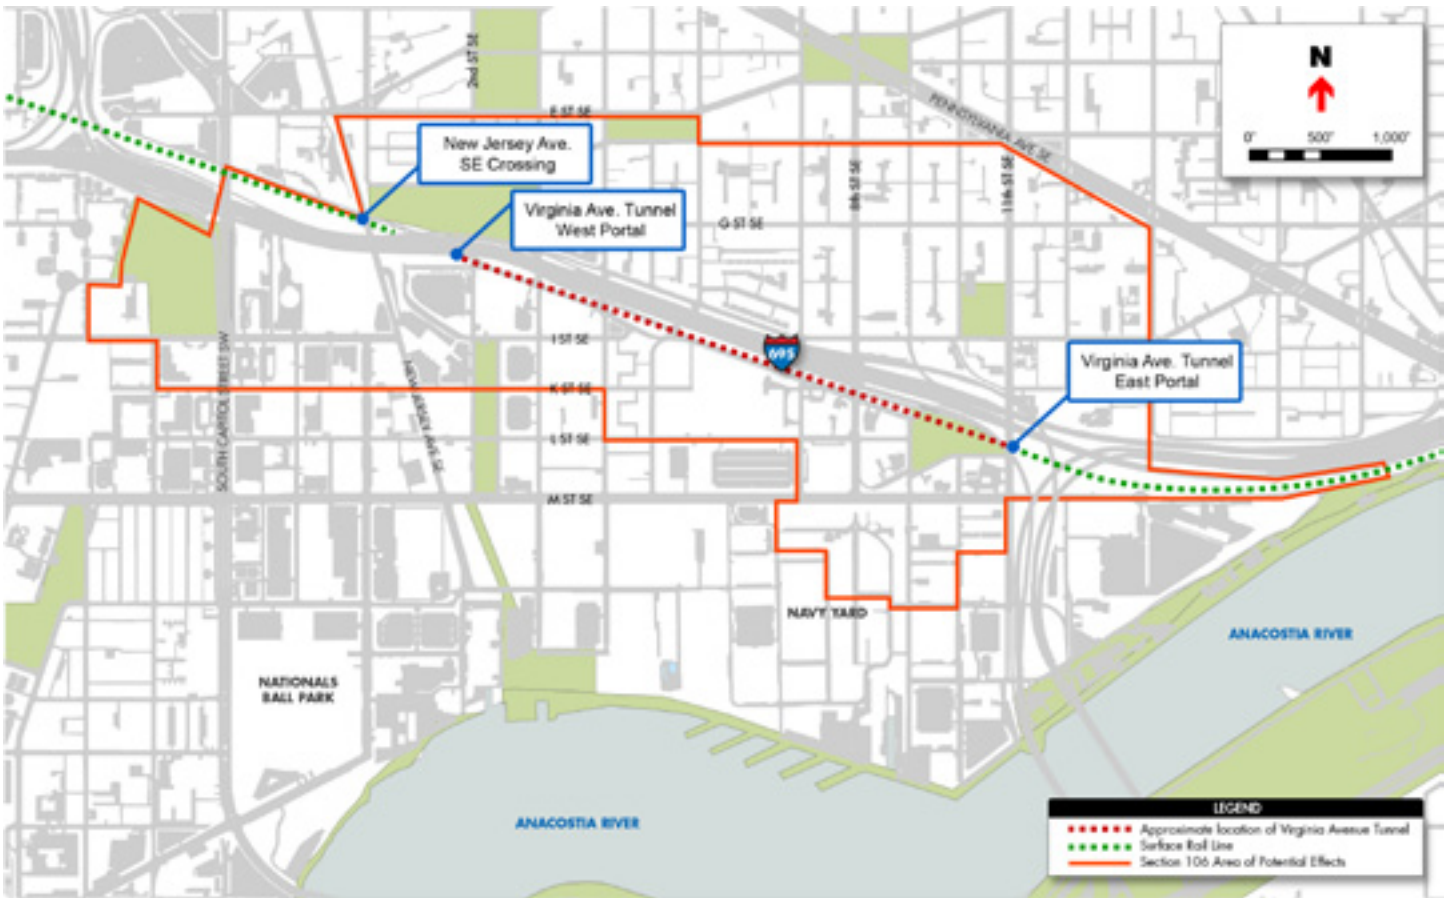 2nd ST SE
E ST SE
PENNSYLVANIA AVE SE
N
0'
500'
1,000'
New Jersey Ave.
SE Crossing
Virginia Ave. Tunnel
West Portal
8th ST SE
11th ST SE
G ST SE
I ST SE
695
Virginia Ave. Tunnel
East Portal
SOUTH CAPITOL STREET SW
NEW JERSEY AVE SE
K ST SE
L ST SE
M ST SE
NAVY YARD
ANACOSTIA RIVER
NATIONALS
BALL PARK
ANACOSTIA RIVER
LEGEND
Approximate location of Virginia Avenue Tunnel
Surface Rail Line
Section 106 Area of Potential Effects